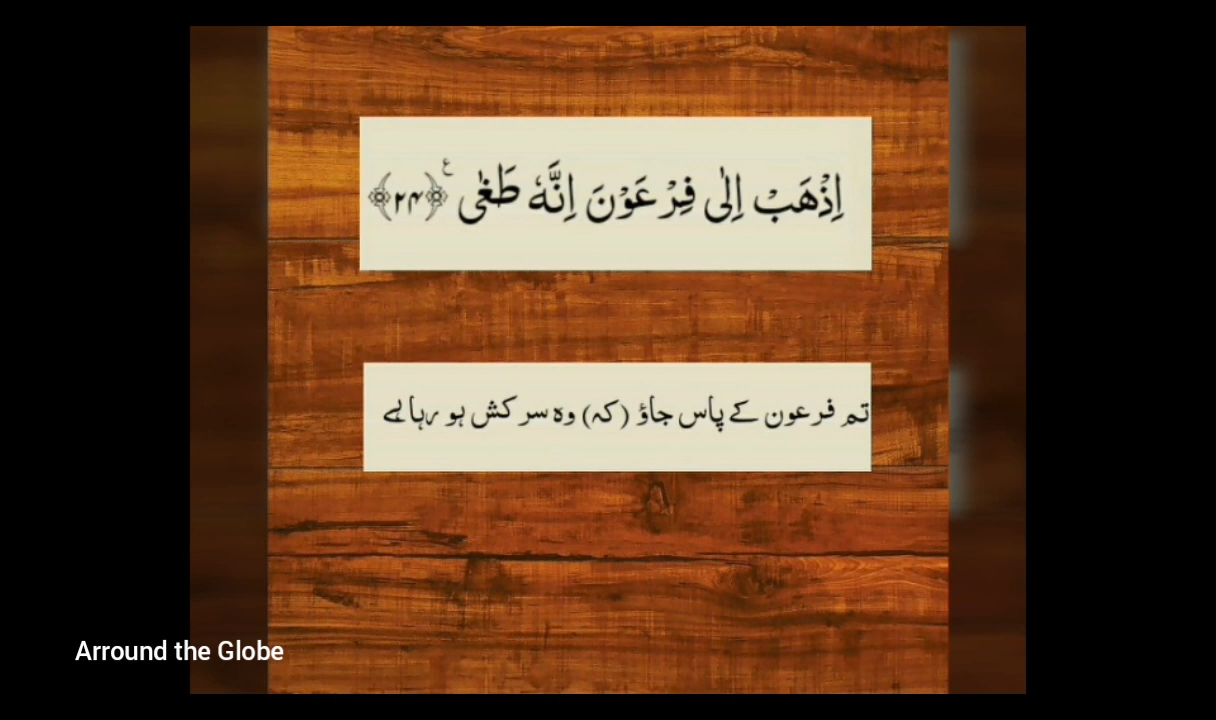 اِذْهَبْ اِلٰى فِرْعَوْنَ اِنَّهٗ طَغٰى ﴿۲۴﴾ ع
تم فرعون کے پاس جاؤ (کہ) وہ سرکش ہو رہا ہے
Arround the Globe